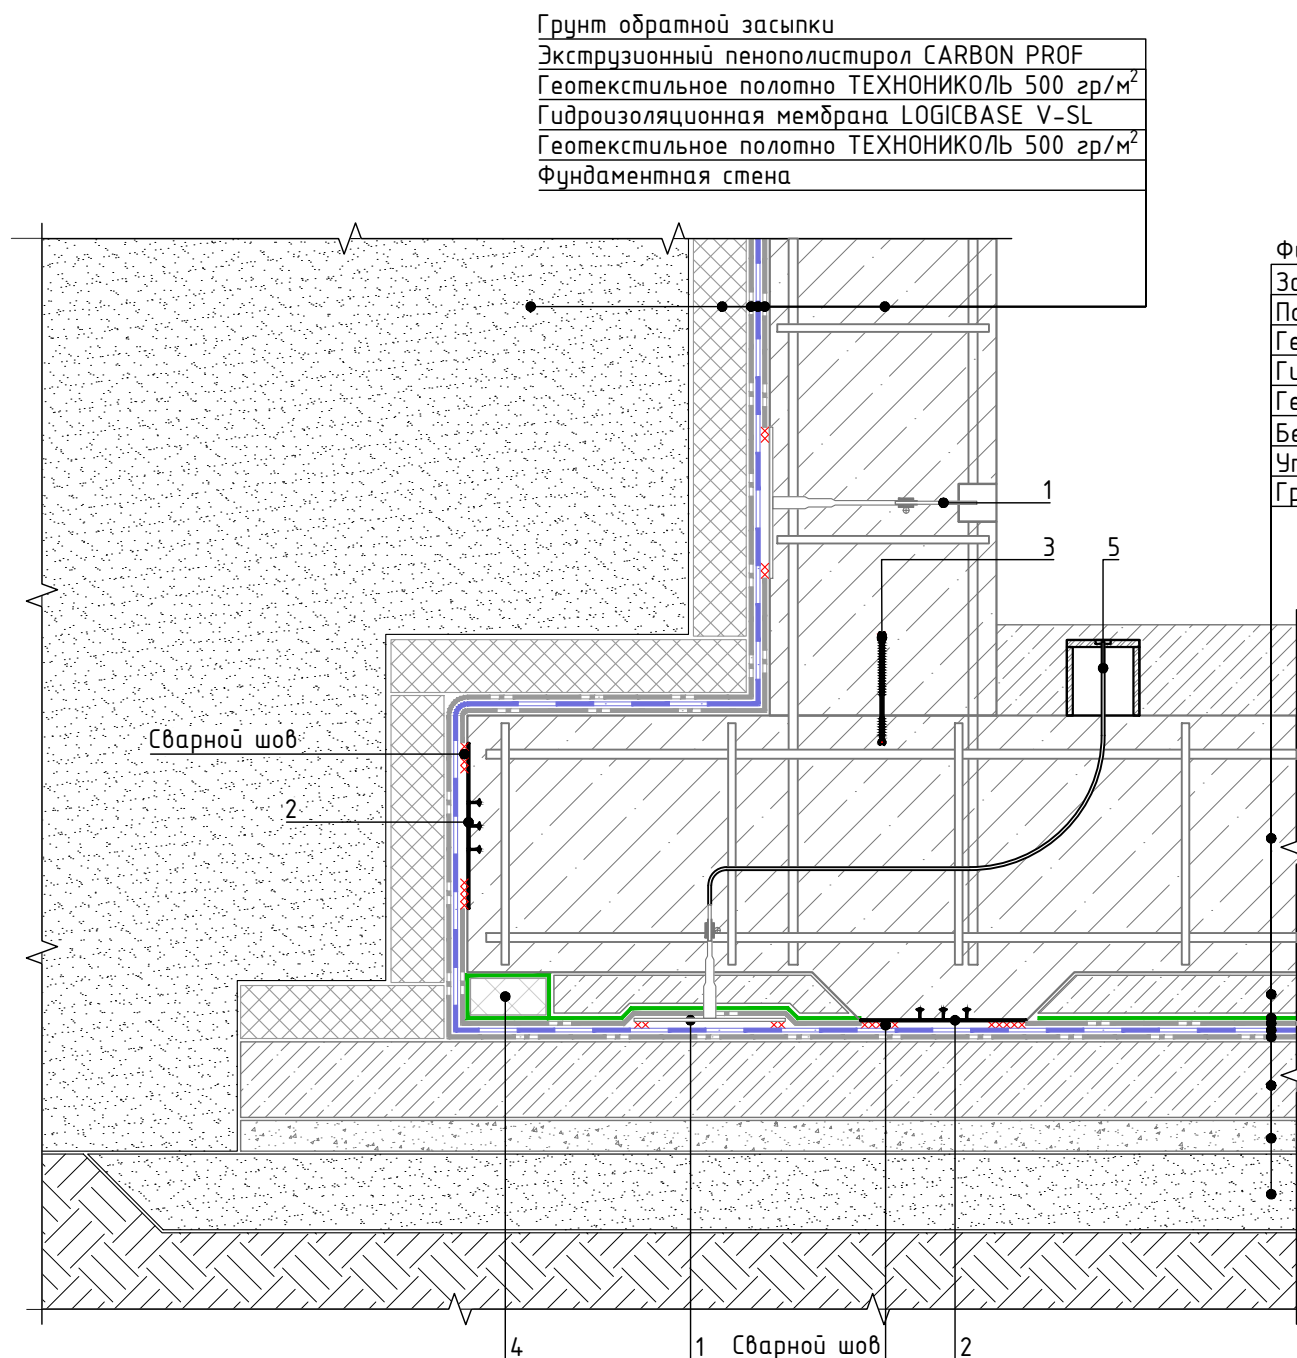 Грунт обратной засыпки
Экструзионный пенополистирол CARBON PROF
Геотекстильное полотно ТЕХНОНИКОЛЬ 500 гр/м²
Гидроизоляционная мембрана LOGICBASE V-SL
Геотекстильное полотно ТЕХНОНИКОЛЬ 500 гр/м²
Фундаментная стена
1
3
5
Сварной шов
2
4
1
Сварной шов
2